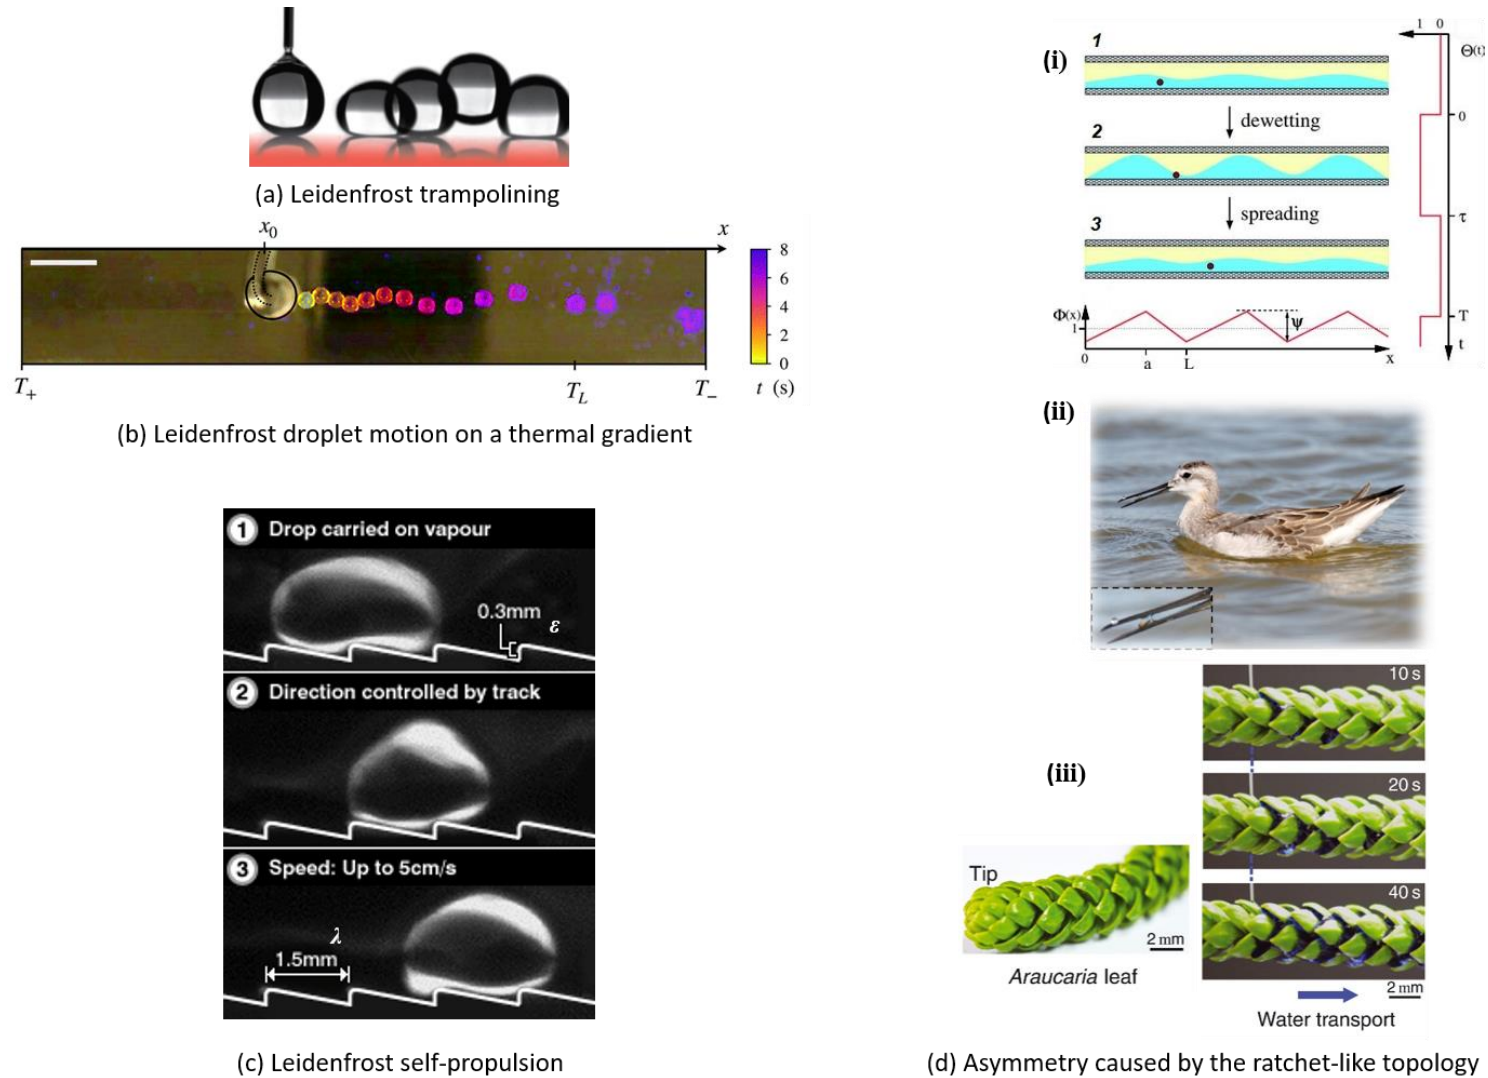 (a) Leidenfrost trampolining
x₀
x
T₊
T_L
T₋
8
6
4
2
0
t (s)
(b) Leidenfrost droplet motion on a thermal gradient
1 Drop carried on vapour
0.3mm ε
2 Direction controlled by track
3 Speed: Up to 5cm/s
λ
1.5mm
(c) Leidenfrost self-propulsion
(i)
1
dewetting
2
spreading
3
1 0
Θ(t)
0
τ
T
t
Φ(x)
1
ψ
0
a
L
x
(ii)
(iii)
Tip
2 mm
Araucaria leaf
10 s
20 s
40 s
2 mm
Water transport
(d) Asymmetry caused by the ratchet-like topology